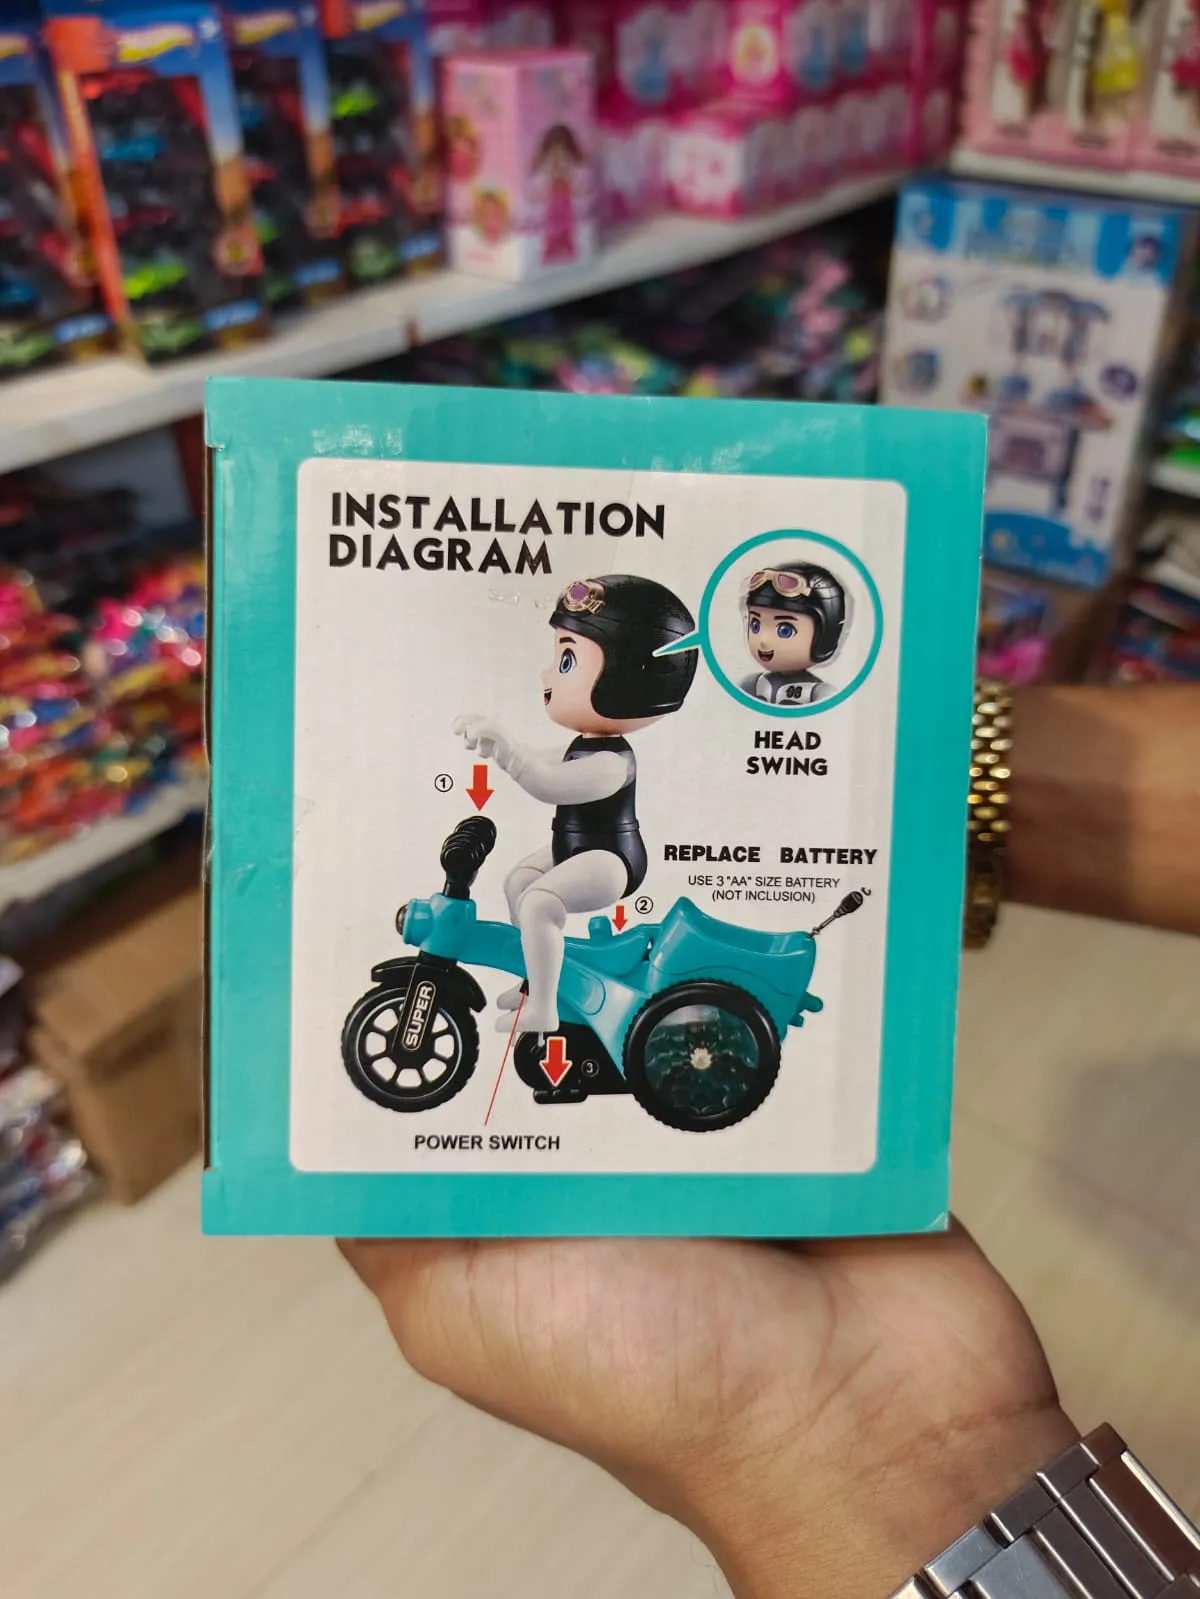 INSTALLATION
DIAGRAM
HEAD
SWING
①
REPLACE BATTERY
USE 3 "AA" SIZE BATTERY
(NOT INCLUSION)
②
SUPER
③
POWER SWITCH